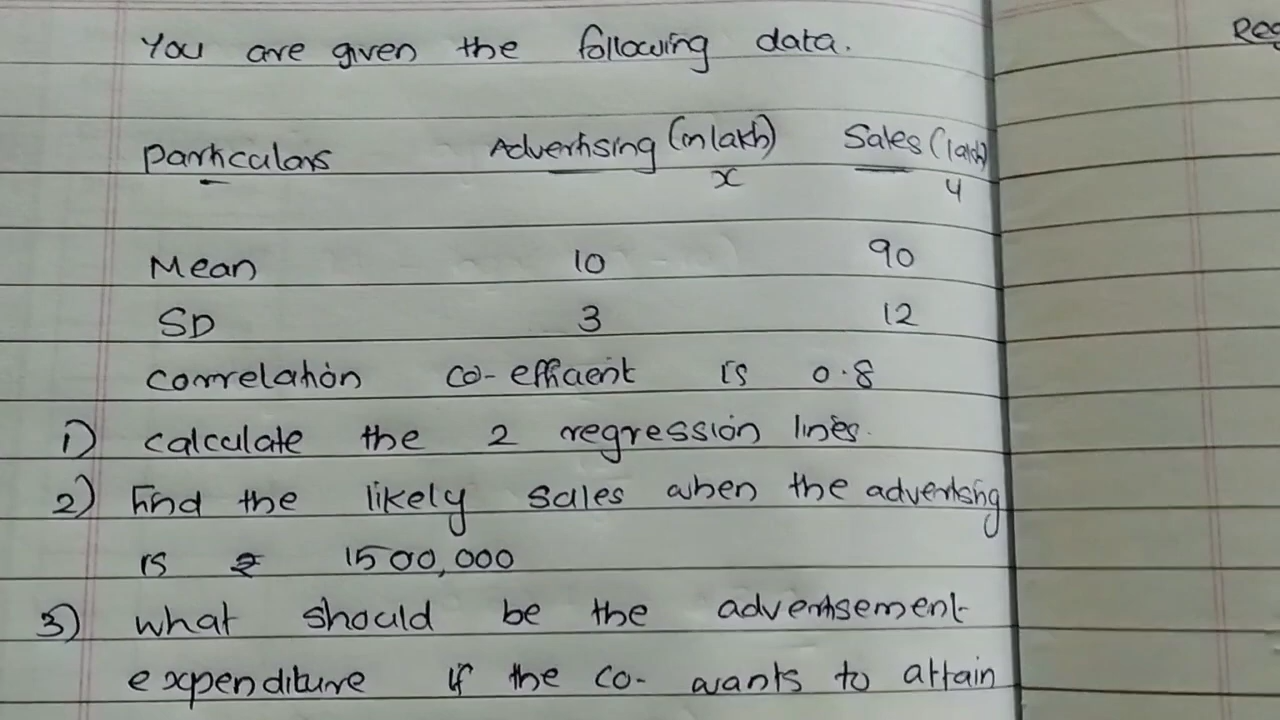 You are given the following data.
Reg
Particulars Advertising (in lakh) Sales (lakh)
x y
Mean 10 90
SD 3 12
correlation co-efficient is 0.8
1) calculate the 2 regression lines.
2) Find the likely sales when the advertising
is ₹ 1500,000
3) what should be the advertisement
expenditure if the co- wants to attain